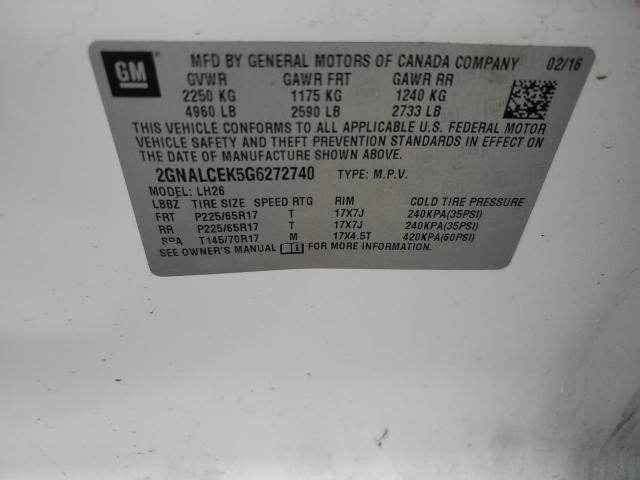 GM MFD BY GENERAL MOTORS OF CANADA COMPANY 02/16
GVWR GAWR FRT GAWR RR
2250 KG 1175 KG 1240 KG
4960 LB 2590 LB 2733 LB
THIS VEHICLE CONFORMS TO ALL APPLICABLE U.S. FEDERAL MOTOR
VEHICLE SAFETY AND THEFT PREVENTION STANDARDS IN EFFECT ON
THE DATE OF MANUFACTURE SHOWN ABOVE.
2GNALCEK5G6272740 TYPE: M.P.V.
MODEL: LH26
LBBZ TIRE SIZE SPEED RTG RIM COLD TIRE PRESSURE
FRT P225/65R17 T 17X7J 240KPA(35PSI)
RR P225/65R17 T 17X7J 240KPA(35PSI)
SPA T145/70R17 M 17X4.5T 420KPA(60PSI)
SEE OWNER'S MANUAL FOR MORE INFORMATION.